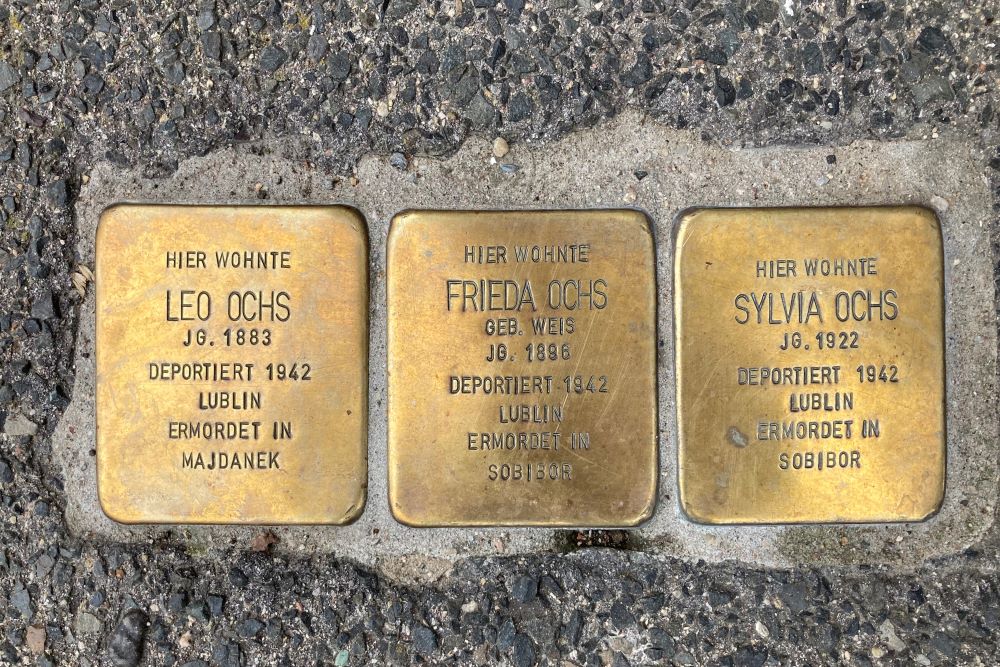 HIER WOHNTE
LEO OCHS
JG. 1883
DEPORTIERT 1942
LUBLIN
ERMORDET IN
MAJDANEK
HIER WOHNTE
FRIEDA OCHS
GEB. WEIS
JG. 1896
DEPORTIERT 1942
LUBLIN
ERMORDET IN
SOBIBOR
HIER WOHNTE
SYLVIA OCHS
JG. 1922
DEPORTIERT 1942
LUBLIN
ERMORDET IN
SOBIBOR